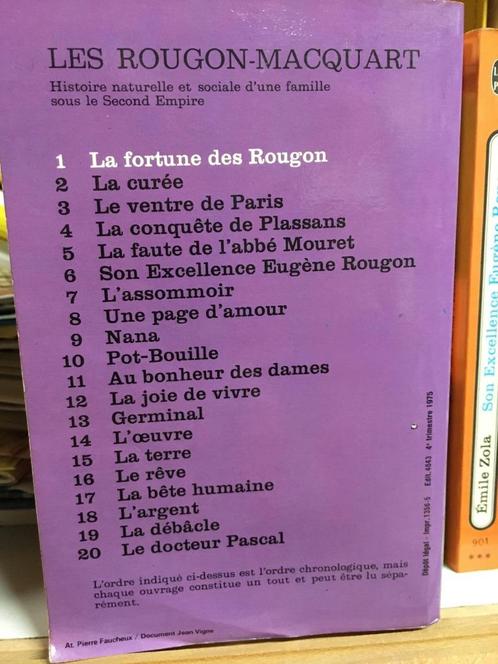 LES ROUGON-MACQUART
Histoire naturelle et sociale d'une famille
sous le Second Empire
1 La fortune des Rougon
2 La curée
3 Le ventre de Paris
4 La conquête de Plassans
5 La faute de l'abbé Mouret
6 Son Excellence Eugène Rougon
7 L'assommoir
8 Une page d'amour
9 Nana
10 Pot-Bouille
11 Au bonheur des dames
12 La joie de vivre
13 Germinal
14 L'œuvre
15 La terre
16 Le rêve
17 La bête humaine
18 L'argent
19 La débâcle
20 Le docteur Pascal
L'ordre indiqué ci-dessus est l'ordre chronologique, mais
chaque ouvrage constitue un tout et peut être lu sépa-
rément.
At. Pierre Faucheux / Document Jean Vigne
Dépôt légal - Impr. 1356-5 Edit. 4643 4e trimestre 1975
Émile Zola Son Excellence Eugène
901